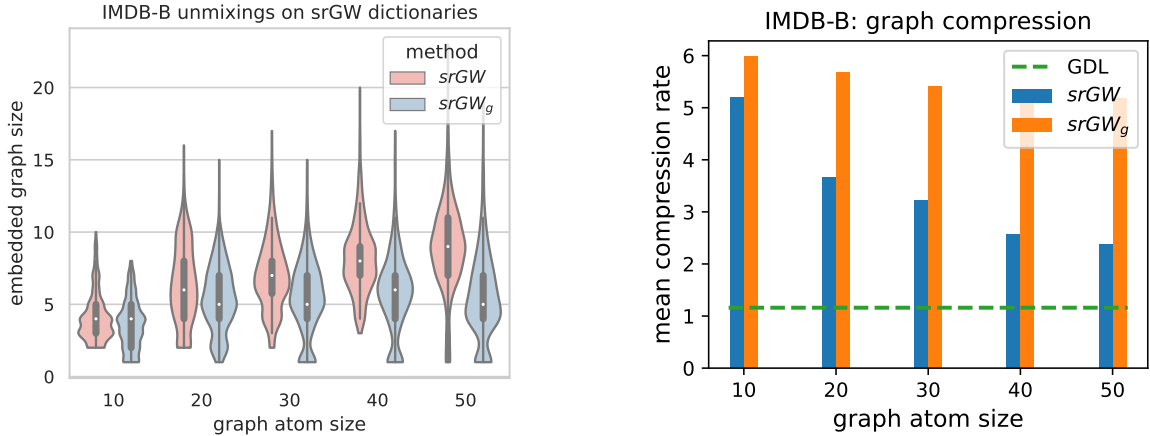 IMDB-B unmixings on srGW dictionaries
method
srGW
srGW_g
embedded graph size
20
15
10
5
0
10 20 30 40 50
graph atom size
IMDB-B: graph compression
GDL
srGW
srGW_g
mean compression rate
6
5
4
3
2
1
0
10 20 30 40 50
graph atom size